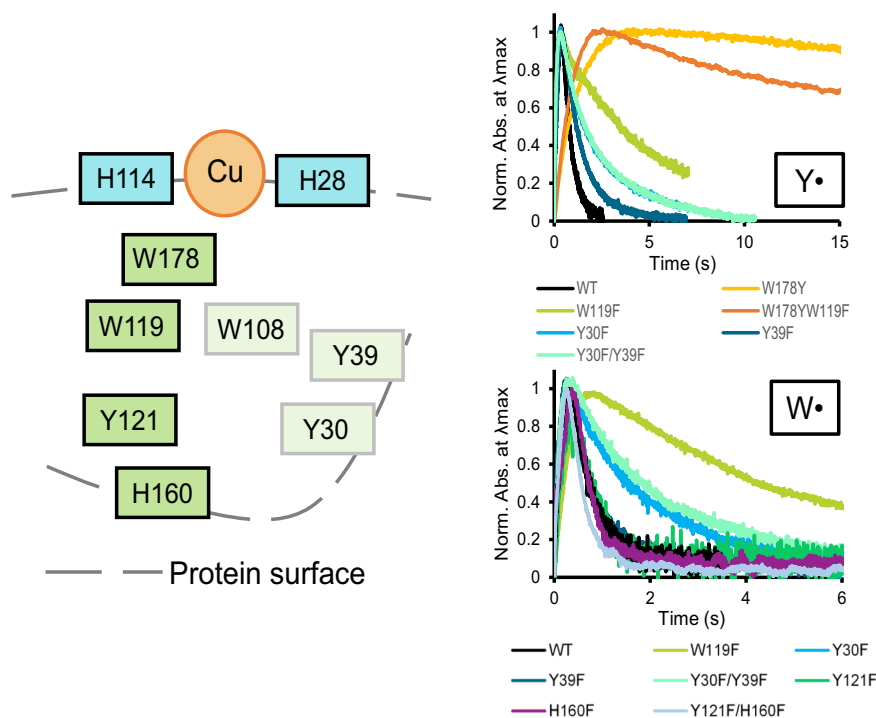 H114
Cu
H28
W178
W119
W108
Y39
Y121
Y30
H160
Protein surface
Norm. Abs. at λmax
1
0.8
0.6
0.4
0.2
0
0 5 10 15
Time (s)
Y•
WT
W178Y
W119F
W178YW119F
Y30F
Y39F
Y30F/Y39F
Norm. Abs. at λmax
1
0.8
0.6
0.4
0.2
0
0 2 4 6
Time (s)
W•
WT
W119F
Y30F
Y39F
Y30F/Y39F
Y121F
H160F
Y121F/H160F